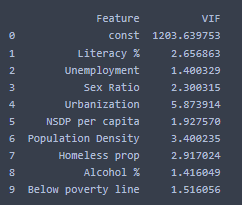 Feature VIF
0 const 1203.639753
1 Literacy % 2.656863
2 Unemployment 1.400329
3 Sex Ratio 2.300315
4 Urbanization 5.873914
5 NSDP per capita 1.927570
6 Population Density 3.400235
7 Homeless prop 2.917024
8 Alcohol % 1.416049
9 Below poverty line 1.516056